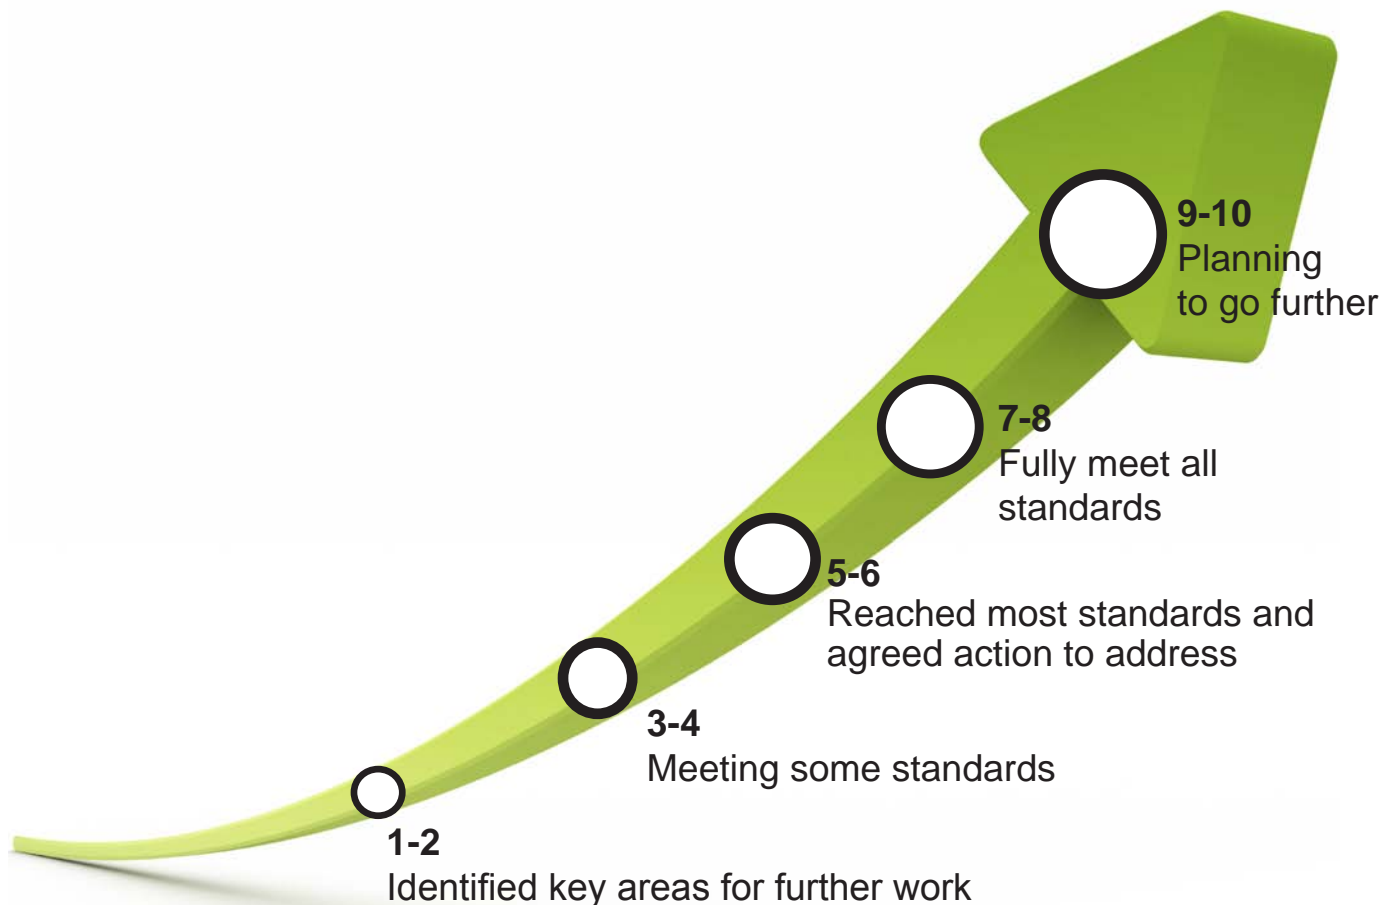 9-10
Planning
to go further
7-8
Fully meet all
standards
5-6
Reached most standards and
agreed action to address
3-4
Meeting some standards
1-2
Identified key areas for further work